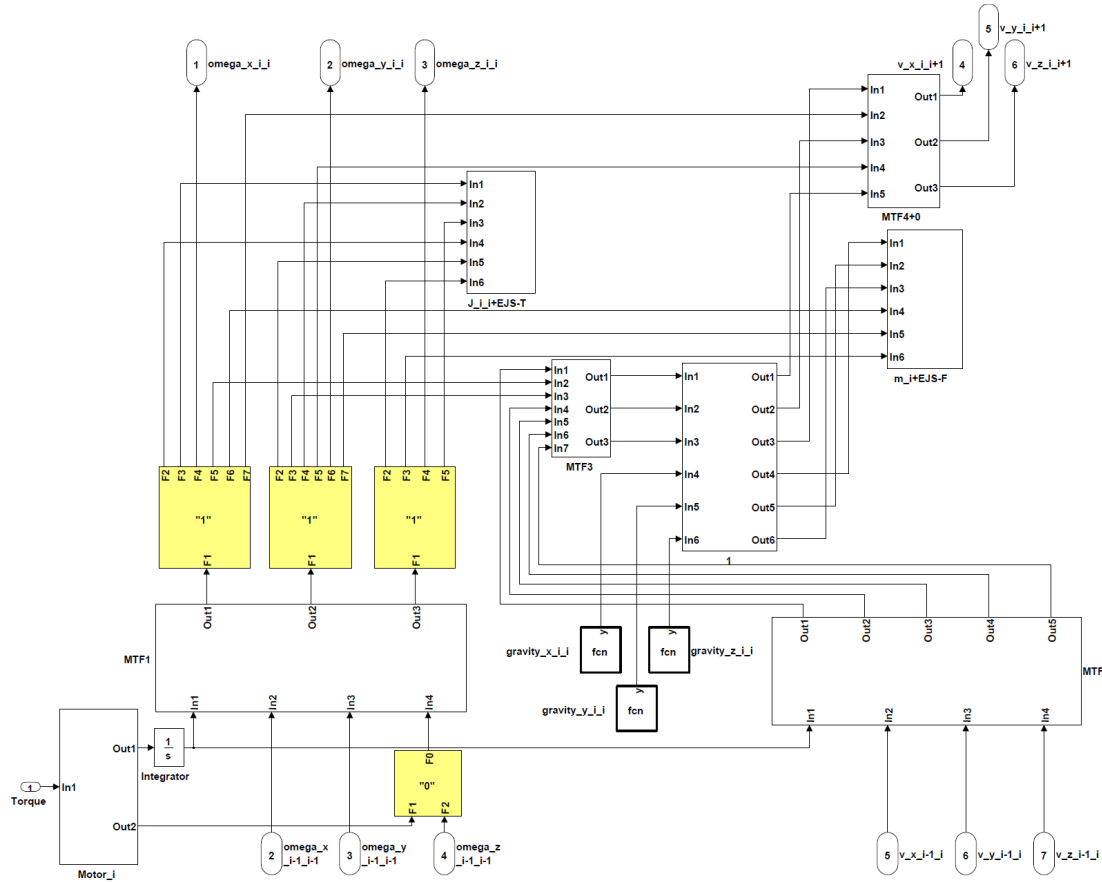 5 v_y_i_i+1
1 omega_x_i_i
2 omega_y_i_i
3 omega_z_i_i
v_x_i_i+1 4
6 v_z_i_i+1
In1
In2
In3
In4
In5
Out1
Out2
Out3
MTF4+0
In1
In2
In3
In4
In5
In6
J_i_i+EJS-T
In1
In2
In3
In4
In5
In6
m_i+EJS-F
In1
In2
In3
In4
In5
In6
In7
Out1
Out2
Out3
MTF3
In1
In2
In3
In4
In5
In6
Out1
Out2
Out3
Out4
Out5
Out6
1
F2 F3 F4 F5 F6 F7
"1"
F1
F2 F3 F4 F5 F6 F7
"1"
F1
F2 F3 F4 F5
"1"
F1
Out1 Out2 Out3
MTF1
In1 In2 In3 In4
gravity_x_i_i
y
fcn
y
fcn
gravity_z_i_i
gravity_y_i_i
y
fcn
Out1 Out2 Out3 Out4 Out5
MTF
In1 In2 In3 In4
1
Torque
In1
Out1
Out2
Motor_i
1
s
Integrator
F0
"0"
F1 F2
2 omega_x
_i-1_i-1
3 omega_y
_i-1_i-1
4 omega_z
_i-1_i-1
5 v_x_i-1_i
6 v_y_i-1_i
7 v_z_i-1_i